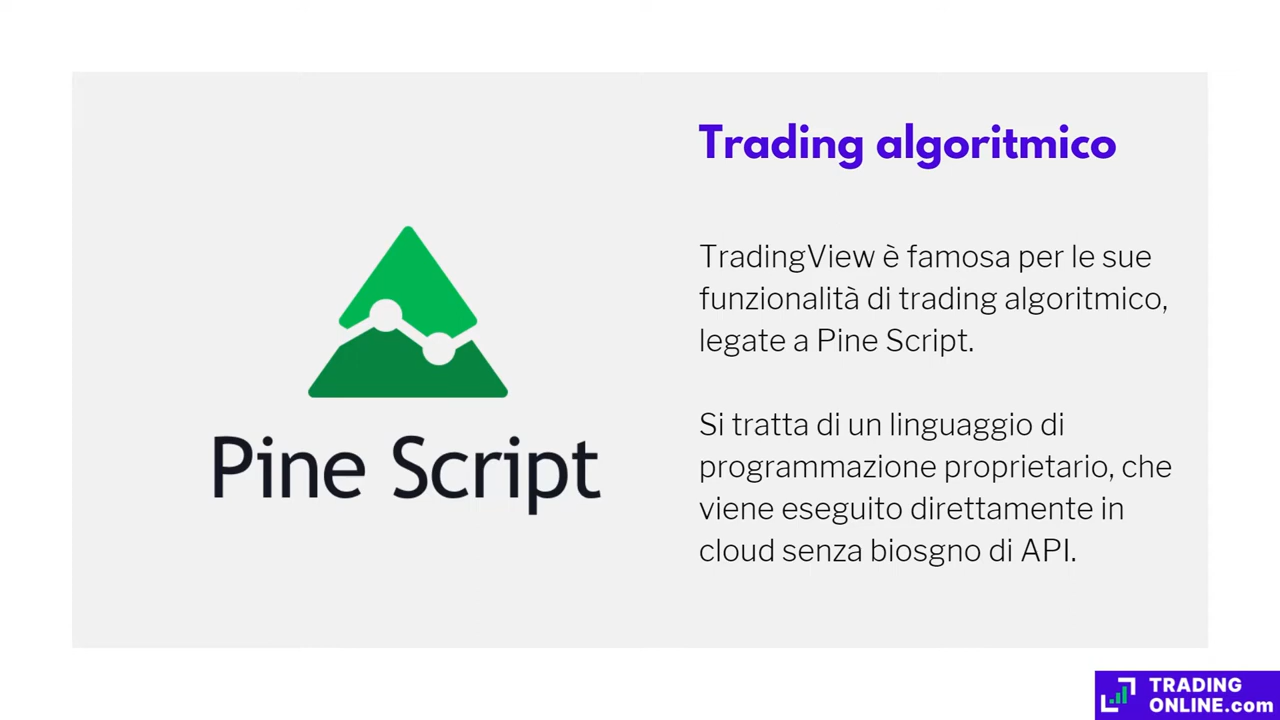 Trading algoritmico
TradingView è famosa per le sue
funzionalità di trading algoritmico,
legate a Pine Script.
Si tratta di un linguaggio di
programmazione proprietario, che
viene eseguito direttamente in
cloud senza biosgno di API.
Pine Script
TRADING
ONLINE.com